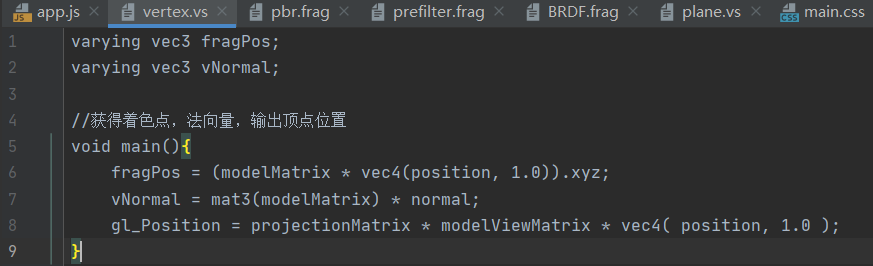 app.js vertex.vs pbr.frag prefilter.frag BRDF.frag plane.vs main.css
1 varying vec3 fragPos;
2 varying vec3 vNormal;
3
4 //获得着色点，法向量，输出顶点位置
5 void main(){
6 fragPos = (modelMatrix * vec4(position, 1.0)).xyz;
7 vNormal = mat3(modelMatrix) * normal;
8 gl_Position = projectionMatrix * modelViewMatrix * vec4( position, 1.0 );
9 }